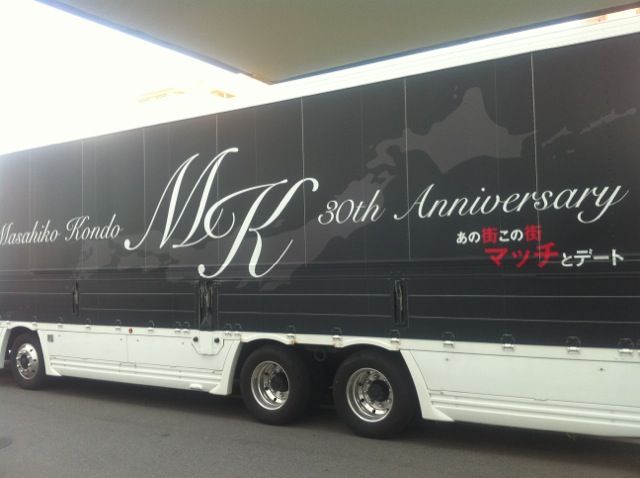 Masahiko Kondo
MK
30th Anniversary
あの街この街
マッチとデート